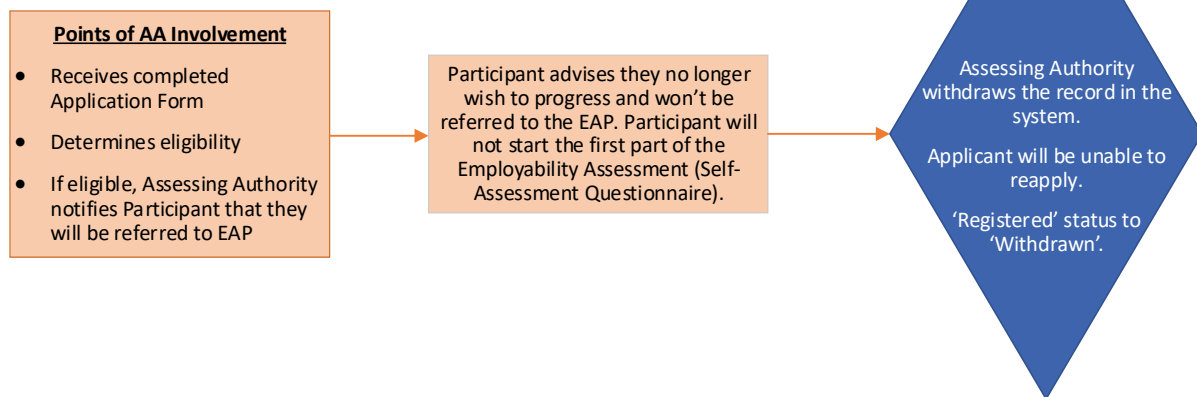 Points of AA Involvement
• Receives completed
Application Form
• Determines eligibility
• If eligible, Assessing Authority
notifies Participant that they
will be referred to EAP
Participant advises they no longer
wish to progress and won’t be
referred to the EAP. Participant will
not start the first part of the
Employability Assessment (Self-
Assessment Questionnaire).
Assessing Authority
withdraws the record in the
system.
Applicant will be unable to
reapply.
‘Registered’ status to
‘Withdrawn’.